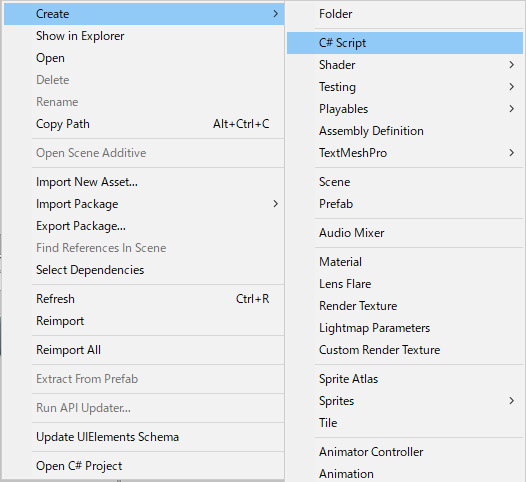 Create
Show in Explorer
Open
Delete
Rename
Copy Path Alt+Ctrl+C
Open Scene Additive
Import New Asset...
Import Package
Export Package...
Find References In Scene
Select Dependencies
Refresh Ctrl+R
Reimport
Reimport All
Extract From Prefab
Run API Updater...
Update UIElements Schema
Open C# Project
Folder
C# Script
Shader
Testing
Playables
Assembly Definition
TextMeshPro
Scene
Prefab
Audio Mixer
Material
Lens Flare
Render Texture
Lightmap Parameters
Custom Render Texture
Sprite Atlas
Sprites
Tile
Animator Controller
Animation